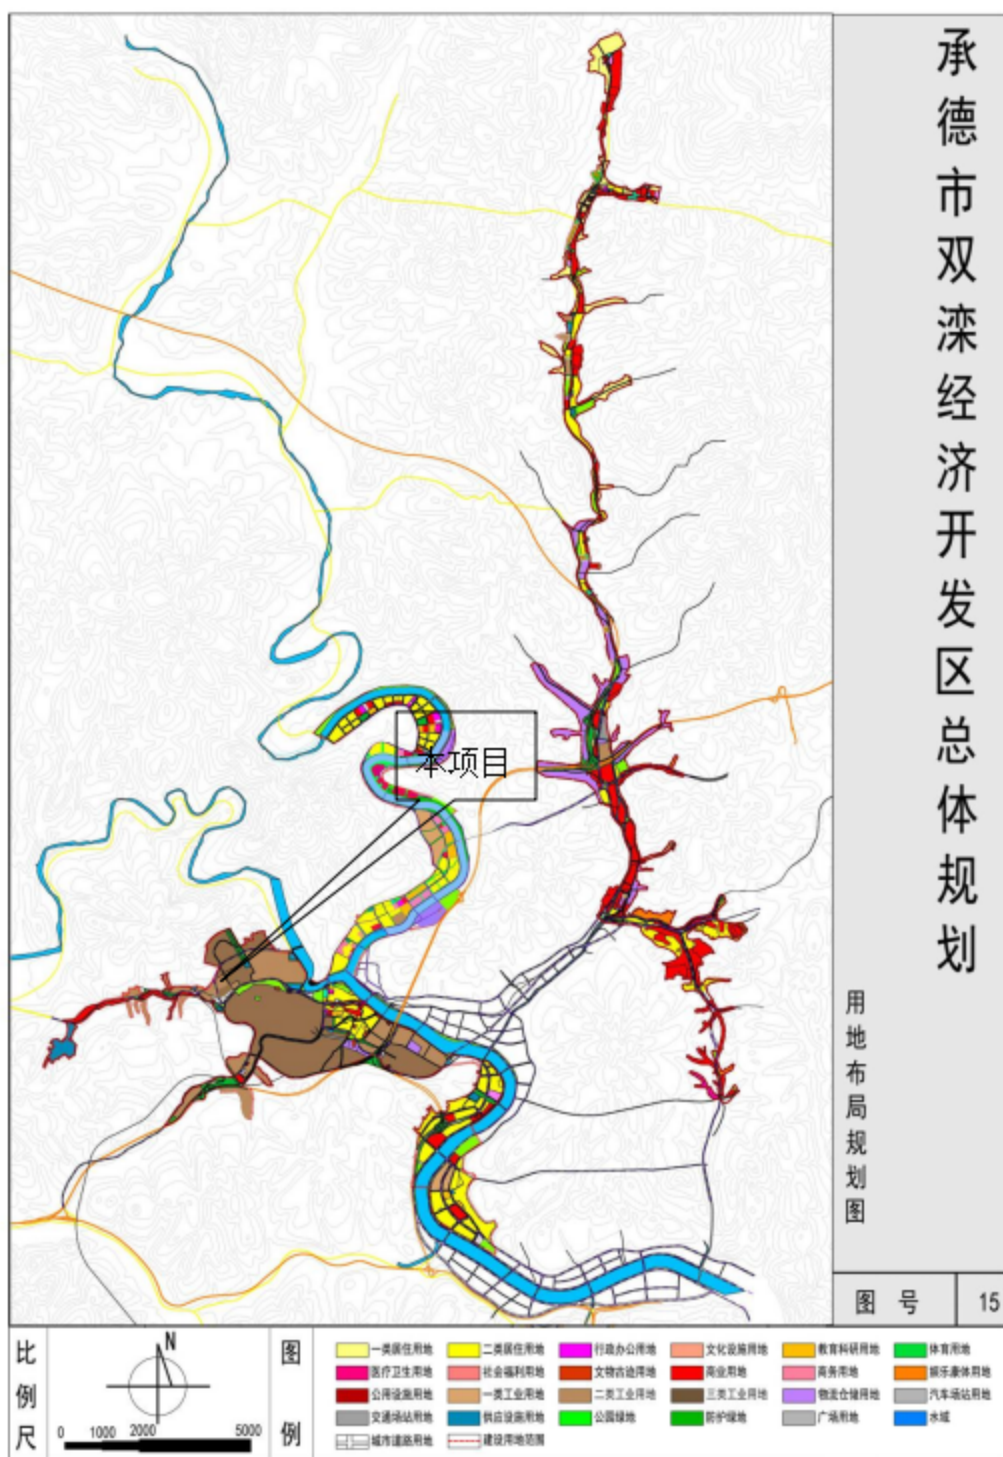 承德市双滦经济开发区总体规划
本项目
用地布局规划图
图 号 15
比例尺
N
0 1000 2000 5000
图例
一类居住用地 二类居住用地 行政办公用地 文化设施用地 教育科研用地 体育用地
医疗卫生用地 社会福利用地 文物古迹用地 商业用地 商务用地 娱乐康体用地
公用设施用地 一类工业用地 二类工业用地 三类工业用地 物流仓储用地 汽车场站用地
交通场站用地 供应设施用地 公园绿地 防护绿地 广场用地 水域
城市道路用地 建设用地范围